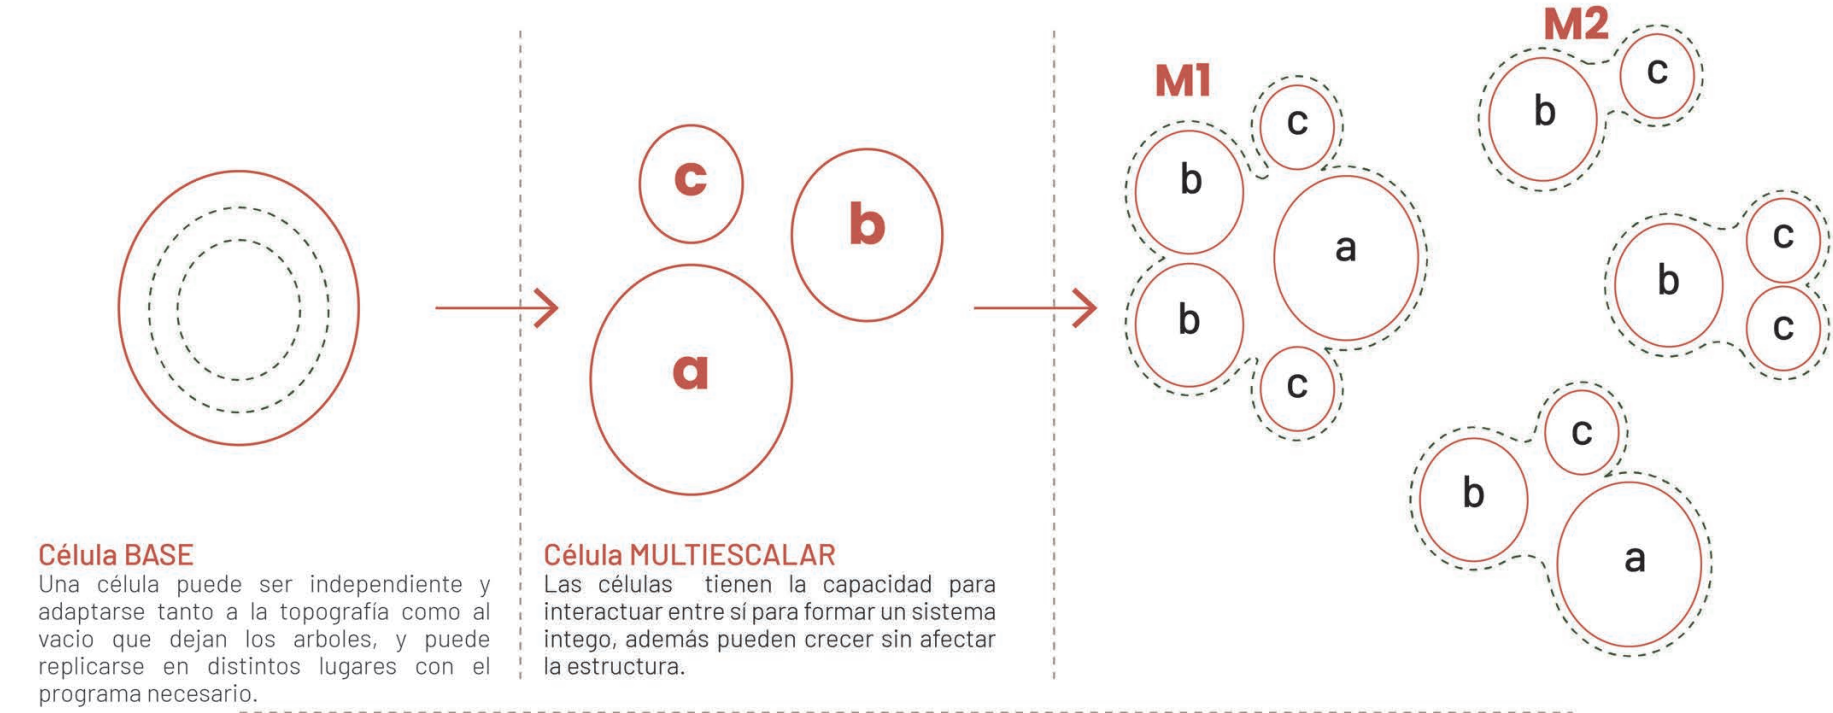 Célula BASE
Una célula puede ser independiente y
adaptarse tanto a la topografía como al
vacio que dejan los arboles, y puede
replicarse en distintos lugares con el
programa necesario.
c
b
a
Célula MULTIESCALAR
Las células tienen la capacidad para
interactuar entre sí para formar un sistema
intego, además pueden crecer sin afectar
la estructura.
M1
c
b
a
b
c
M2
c
b
c
b
c
c
b
a